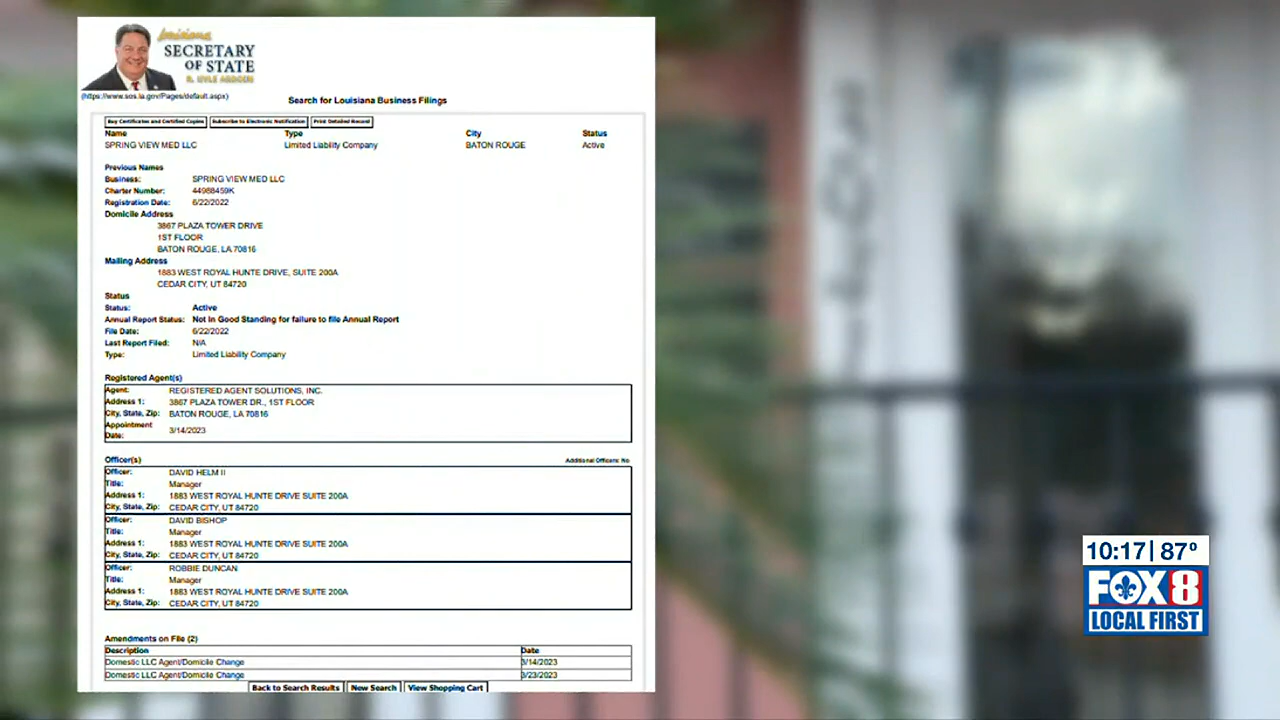 Louisiana
SECRETARY
OF STATE
R. KYLE ARDOIN
(https://www.sos.la.gov/Pages/default.aspx)
Search for Louisiana Business Filings
Buy Certificates and Certified Copies Subscribe to Electronic Notification Print Detailed Record
Name Type City Status
SPRING VIEW MED LLC Limited Liability Company BATON ROUGE Active
Previous Names
Business: SPRING VIEW MED LLC
Charter Number: 44988459K
Registration Date: 6/22/2022
Domicile Address
3867 PLAZA TOWER DRIVE
1ST FLOOR
BATON ROUGE, LA 70816
Mailing Address
1883 WEST ROYAL HUNTE DRIVE, SUITE 200A
CEDAR CITY, UT 84720
Status
Status: Active
Annual Report Status: Not In Good Standing for failure to file Annual Report
File Date: 6/22/2022
Last Report Filed: N/A
Type: Limited Liability Company
Registered Agent(s)
Agent: REGISTERED AGENT SOLUTIONS, INC.
Address 1: 3867 PLAZA TOWER DR., 1ST FLOOR
City, State, Zip: BATON ROUGE, LA 70816
Appointment
Date: 3/14/2023
Officer(s) Additional Officers: No
Officer: DAVID HELM II
Title: Manager
Address 1: 1883 WEST ROYAL HUNTE DRIVE SUITE 200A
City, State, Zip: CEDAR CITY, UT 84720
Officer: DAVID BISHOP
Title: Manager
Address 1: 1883 WEST ROYAL HUNTE DRIVE SUITE 200A
City, State, Zip: CEDAR CITY, UT 84720
Officer: ROBBIE DUNCAN
Title: Manager
Address 1: 1883 WEST ROYAL HUNTE DRIVE SUITE 200A
City, State, Zip: CEDAR CITY, UT 84720
Amendments on File (2)
Description Date
Domestic LLC Agent/Domicile Change 3/14/2023
Domestic LLC Agent/Domicile Change 3/23/2023
Back to Search Results New Search View Shopping Cart
10:17 | 87º
FOX 8
LOCAL FIRST